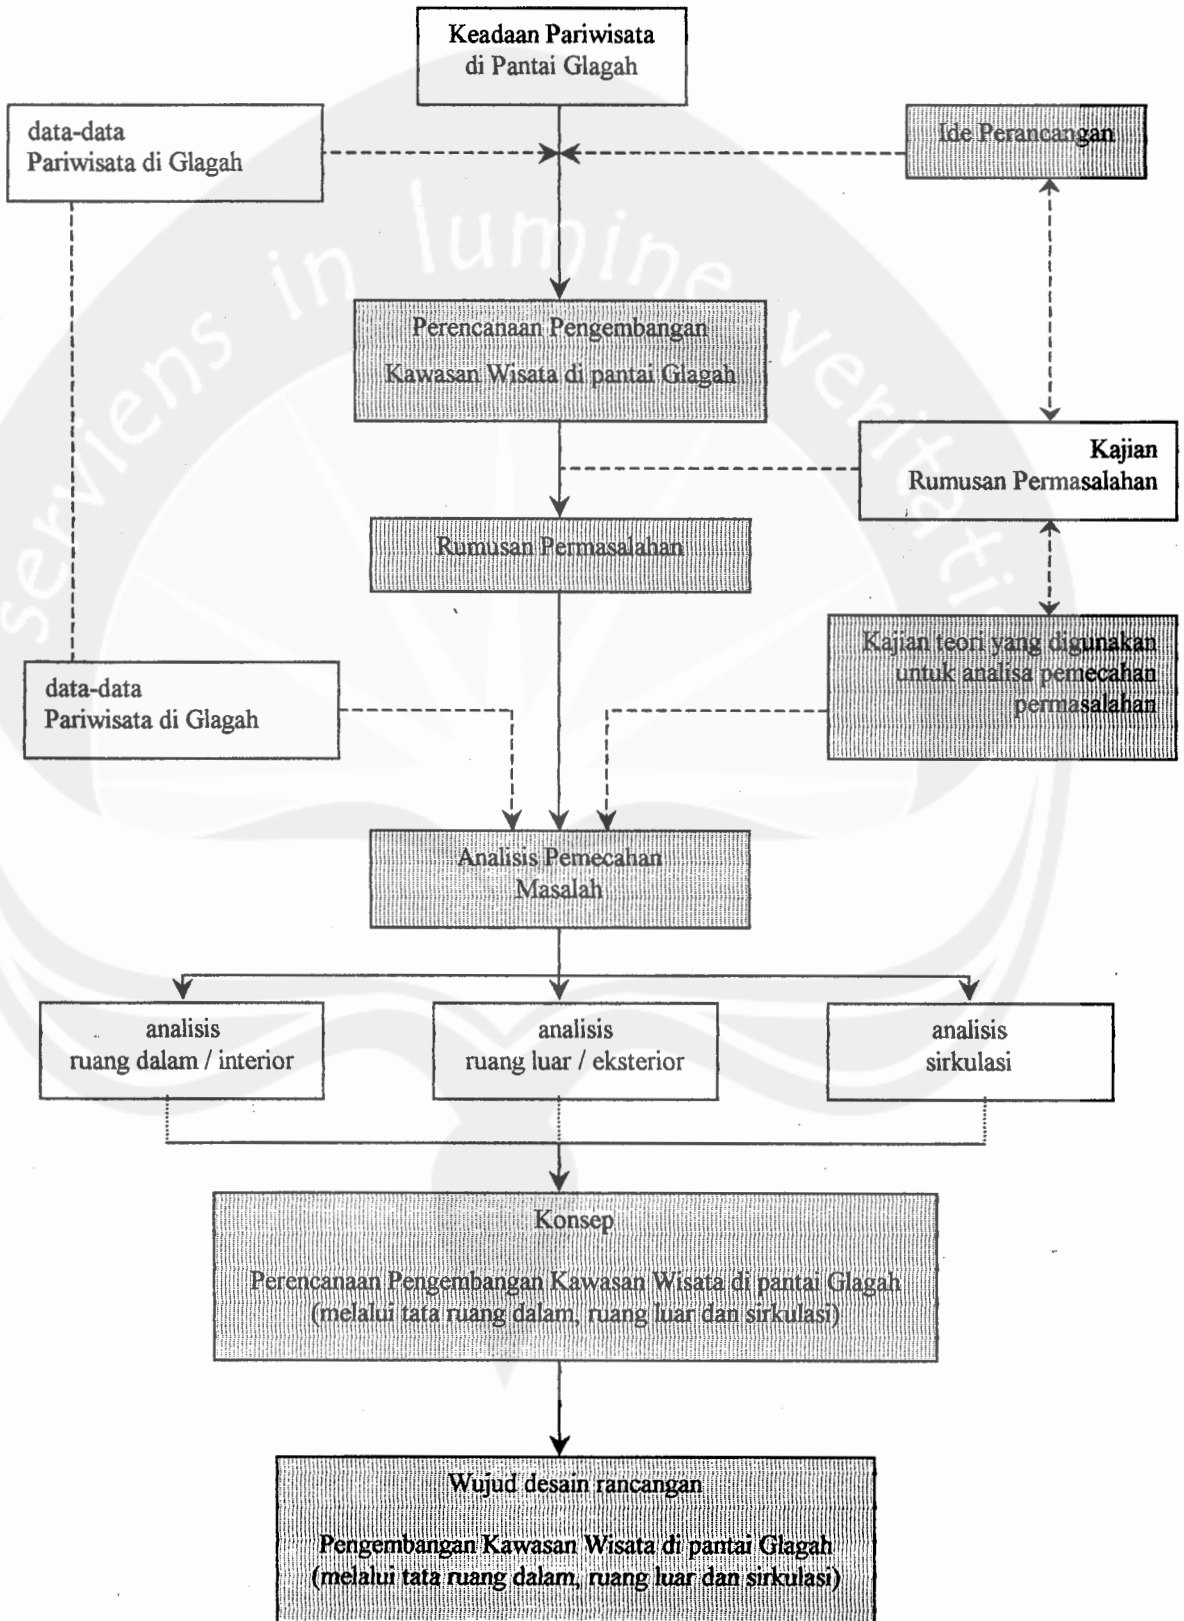 Keadaan Pariwisata
di Pantai Glagah
data-data
Pariwisata di Glagah
Ide Perancangan
serviens in lumine veritatis
Perencanaan Pengembangan
Kawasan Wisata di pantai Glagah
Kajian
Rumusan Permasalahan
Rumusan Permasalahan
Kajian teori yang digunakan
untuk analisa pemecahan
permasalahan
data-data
Pariwisata di Glagah
Analisis Pemecahan
Masalah
analisis
ruang dalam / interior
analisis
ruang luar / eksterior
analisis
sirkulasi
Konsep
Perencanaan Pengembangan Kawasan Wisata di pantai Glagah
(melalui tata ruang dalam, ruang luar dan sirkulasi)
Wujud desain rancangan
Pengembangan Kawasan Wisata di pantai Glagah
(melalui tata ruang dalam, ruang luar dan sirkulasi)